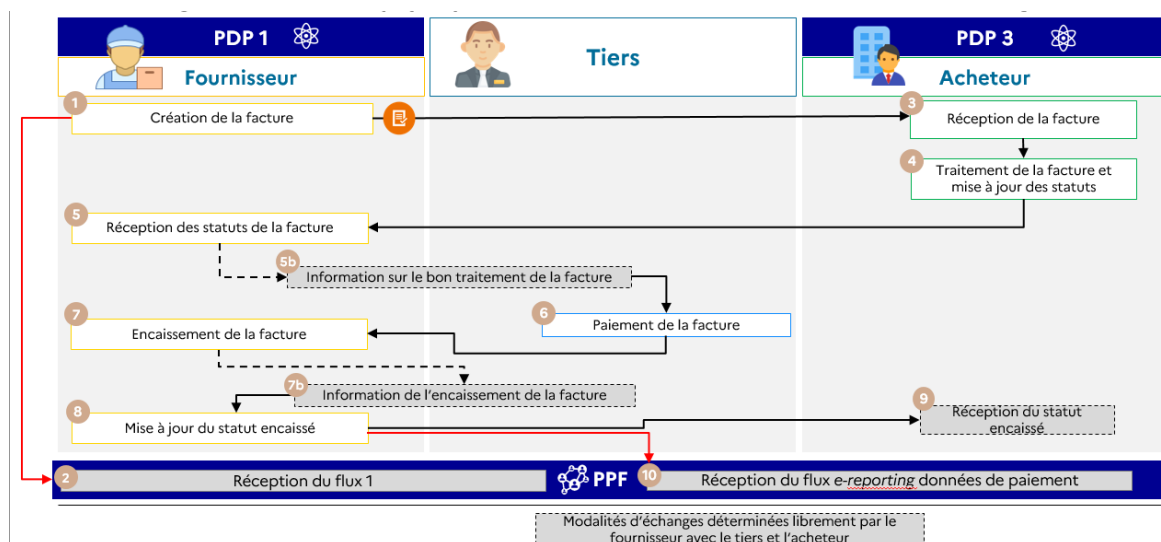 PDP 1
PDP 3
Tiers
Fournisseur
Acheteur
1
Création de la facture
3
Réception de la facture
4
Traitement de la facture et
mise à jour des statuts
5
Réception des statuts de la facture
5b
Information sur le bon traitement de la facture
6
Paiement de la facture
7
Encaissement de la facture
7b
Information de l'encaissement de la facture
8
Mise à jour du statut encaissé
9
Réception du statut
encaissé
2
Réception du flux 1
PPF
10
Réception du flux e-reporting données de paiement
Modalités d'échanges déterminées librement par le
fournisseur avec le tiers et l'acheteur